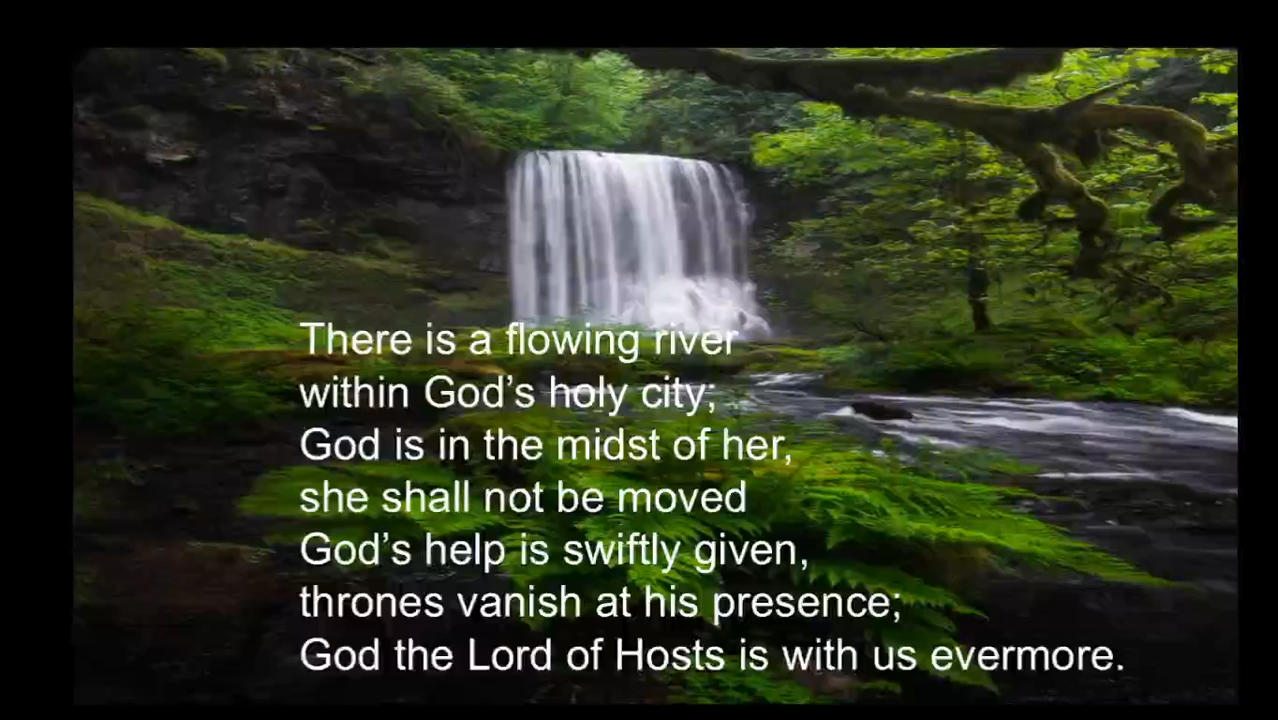 There is a flowing river
within God’s holy city;
God is in the midst of her,
she shall not be moved
God’s help is swiftly given,
thrones vanish at his presence;
God the Lord of Hosts is with us evermore.